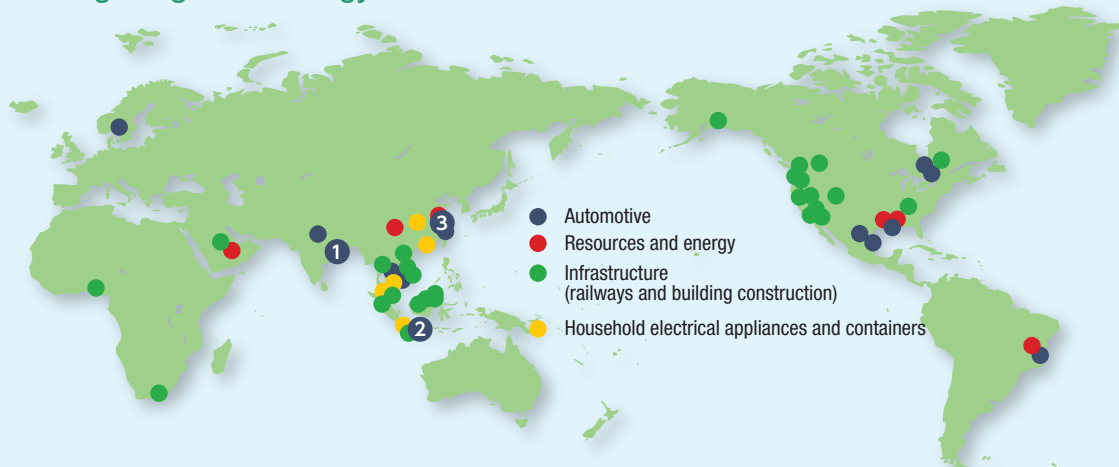 3
1
2
Automotive
Resources and energy
Infrastructure
(railways and building construction)
Household electrical appliances and containers